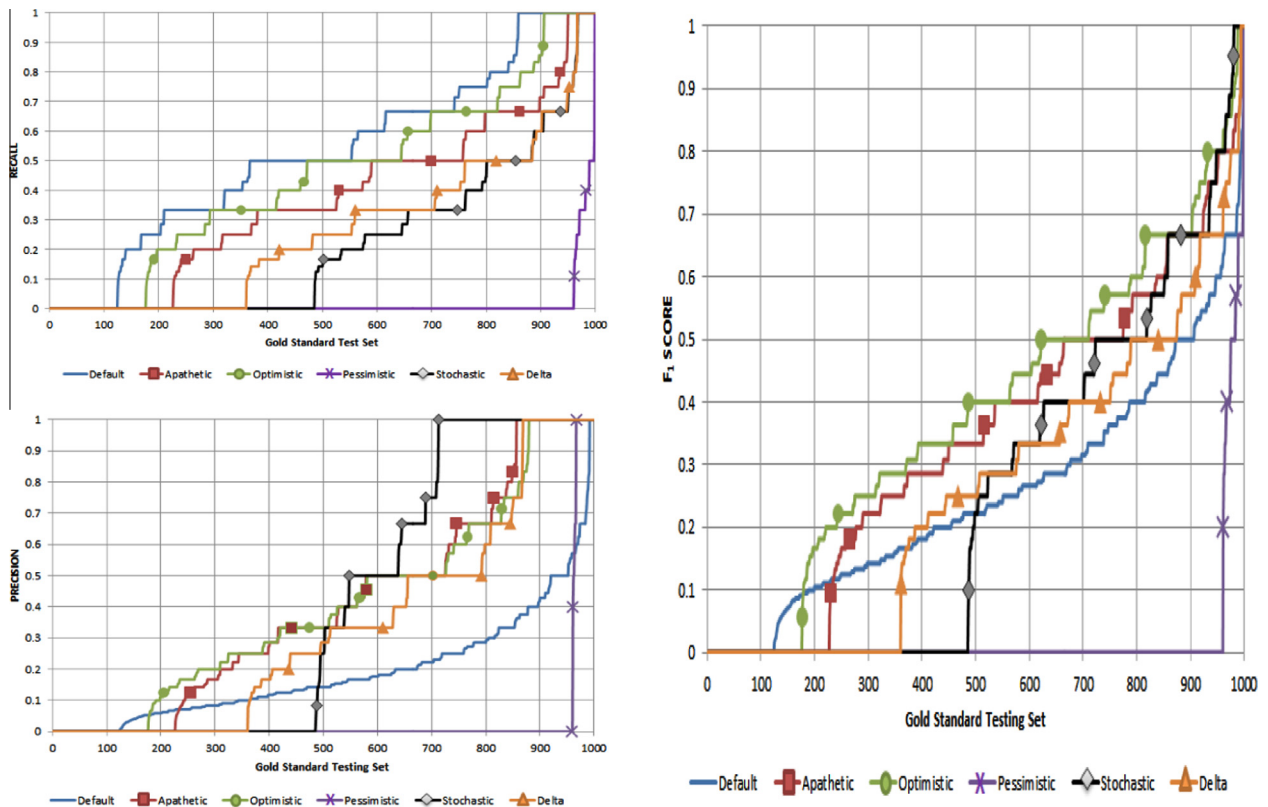 1
0.9
0.8
0.7
0.6
0.5
0.4
0.3
0.2
0.1
0
RECALL
0 100 200 300 400 500 600 700 800 900 1000
Gold Standard Test Set
Default Apathetic Optimistic Pessimistic Stochastic Delta
1
0.9
0.8
0.7
0.6
0.5
0.4
0.3
0.2
0.1
0
PRECISION
0 100 200 300 400 500 600 700 800 900 1000
Gold Standard Testing Set
Default Apathetic Optimistic Pessimistic Stochastic Delta
1
0.9
0.8
0.7
0.6
0.5
0.4
0.3
0.2
0.1
0
F₁ SCORE
0 100 200 300 400 500 600 700 800 900 1000
Gold Standard Testing Set
Default Apathetic Optimistic Pessimistic Stochastic Delta